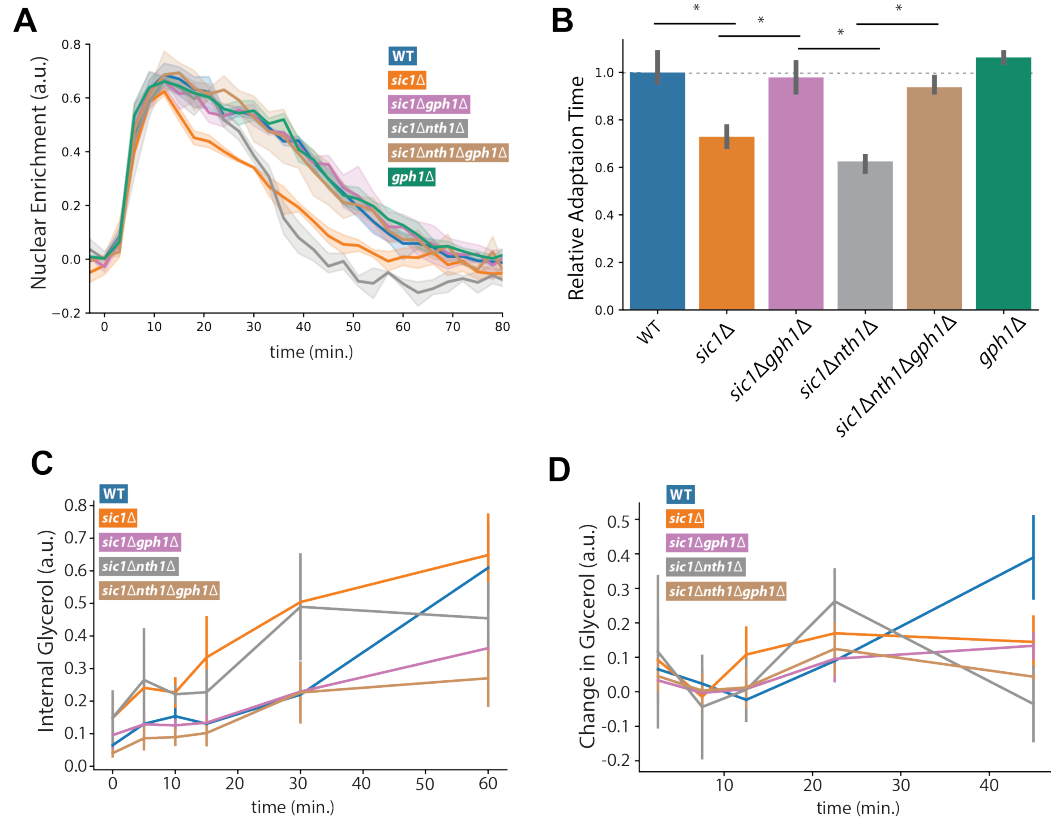 A
Nuclear Enrichment (a.u.)
0.8
0.6
0.4
0.2
0.0
−0.2
WT
sic1Δ
sic1Δgph1Δ
sic1Δnth1Δ
sic1Δnth1Δgph1Δ
gph1Δ
0 10 20 30 40 50 60 70 80
time (min.)
B
* * * *
Relative Adaptaion Time
1.0
0.8
0.6
0.4
0.2
0.0
WT
sic1Δ
sic1Δgph1Δ
sic1Δnth1Δ
sic1Δnth1Δgph1Δ
gph1Δ
C
Internal Glycerol (a.u.)
0.8
0.7
0.6
0.5
0.4
0.3
0.2
0.1
0.0
WT
sic1Δ
sic1Δgph1Δ
sic1Δnth1Δ
sic1Δnth1Δgph1Δ
0 10 20 30 40 50 60
time (min.)
D
Change in Glycerol (a.u.)
0.5
0.4
0.3
0.2
0.1
0.0
-0.1
-0.2
WT
sic1Δ
sic1Δgph1Δ
sic1Δnth1Δ
sic1Δnth1Δgph1Δ
10 20 30 40
time (min.)